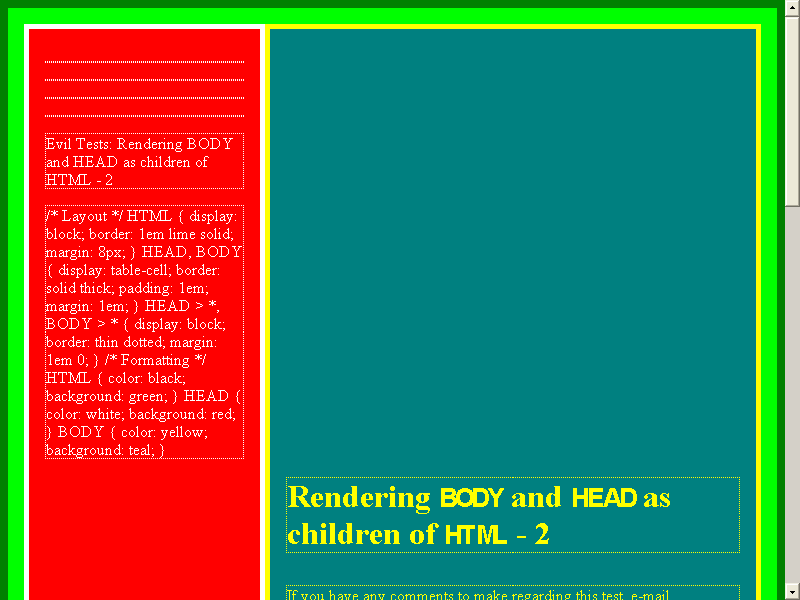 Evil Tests: Rendering BODY
and HEAD as children of
HTML - 2
/* Layout */ HTML { display:
block; border: 1em lime solid;
margin: 8px; } HEAD, BODY
{ display: table-cell; border:
solid thick; padding: 1em;
margin: 1em; } HEAD > *,
BODY > * { display: block;
border: thin dotted; margin:
1em 0; } /* Formatting */
HTML { color: black;
background: green; } HEAD {
color: white; background: red;
} BODY { color: yellow;
background: teal; }
Rendering BODY and HEAD as
children of HTML - 2
If you have any comments to make regarding this test, e-mail